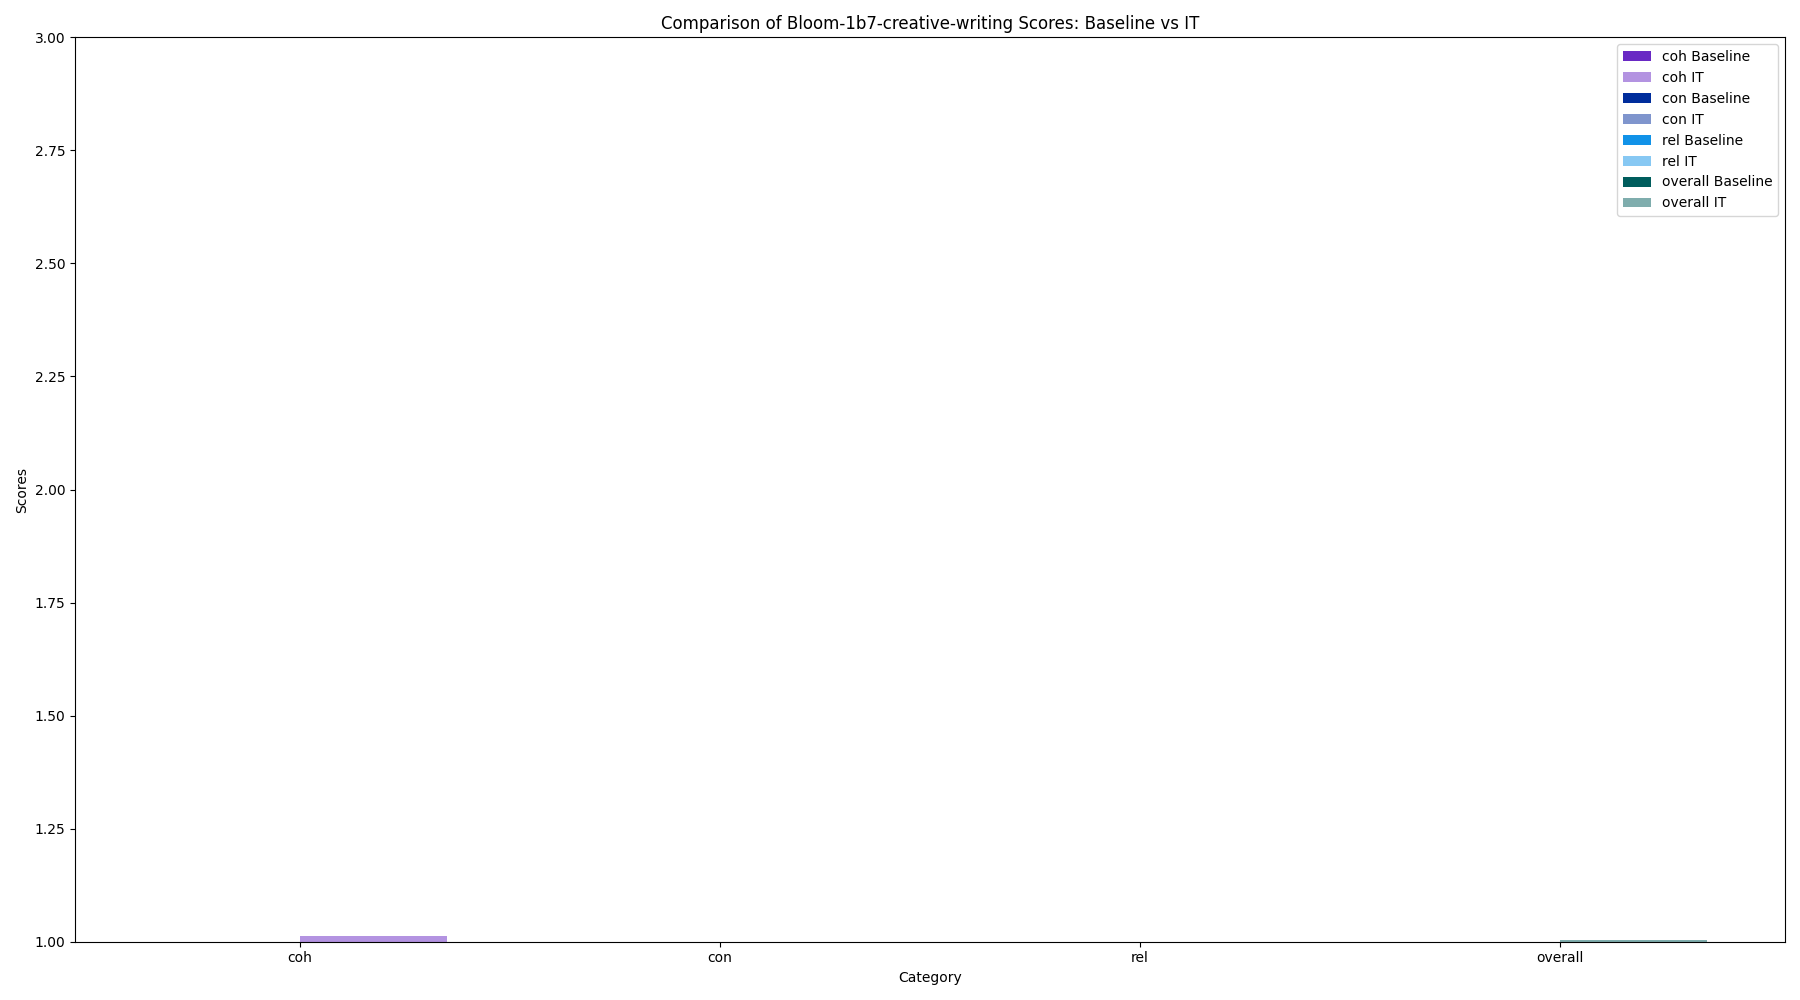 Comparison of Bloom-1b7-creative-writing Scores: Baseline vs IT
3.00
2.75
2.50
2.25
2.00
1.75
1.50
1.25
1.00
Scores
coh Baseline
coh IT
con Baseline
con IT
rel Baseline
rel IT
overall Baseline
overall IT
coh con rel overall
Category